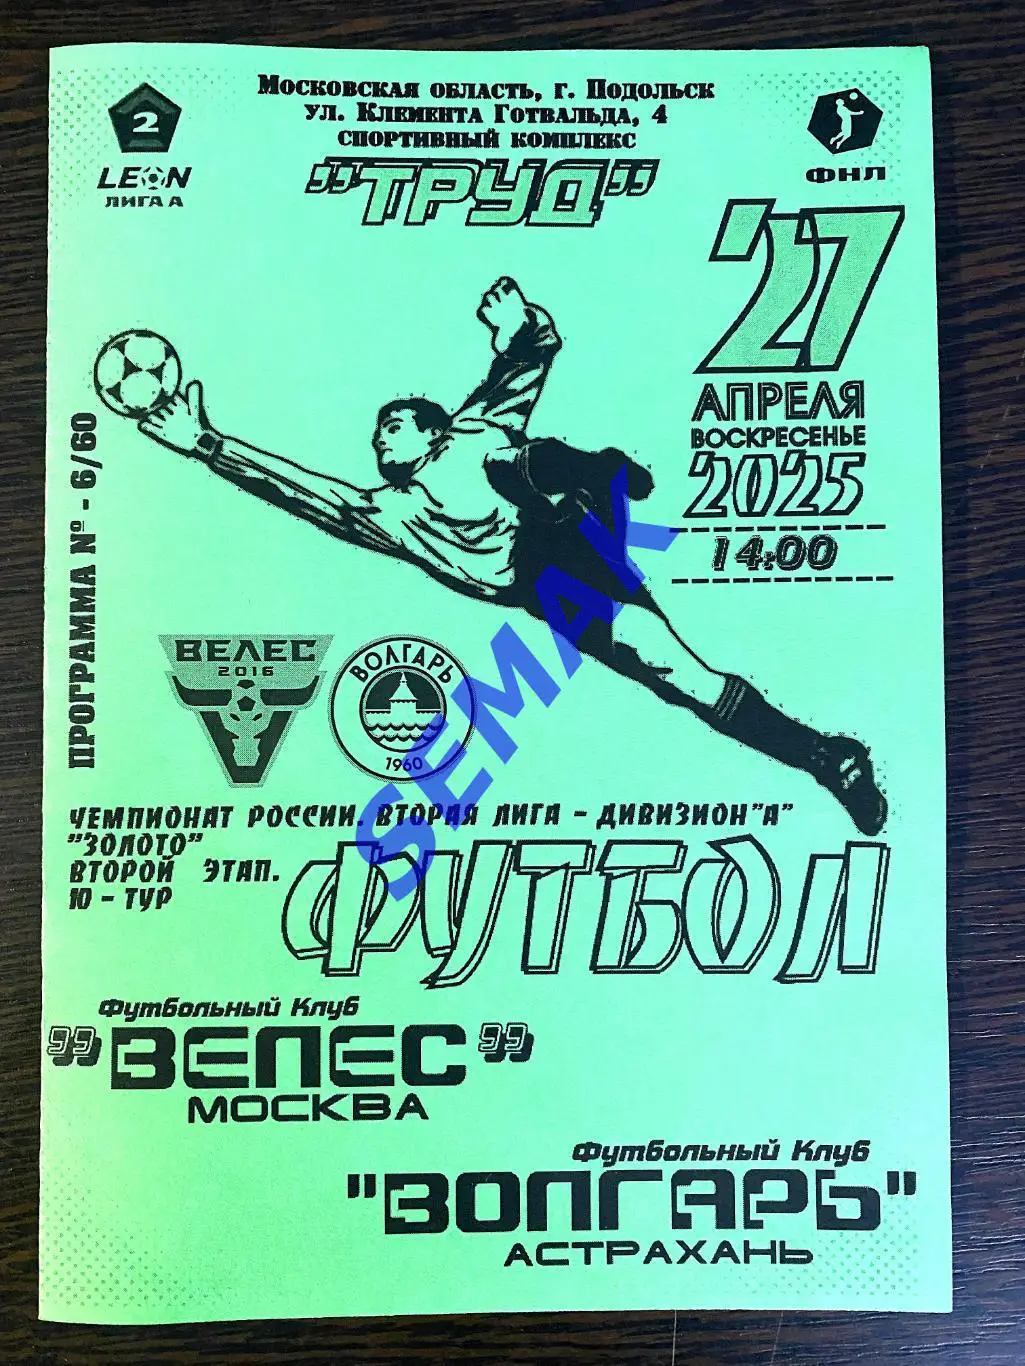 Московская область, г. Подольск
ул. Клемента Готвальда, 4
спортивный комплекс
"ТРУД"
2
LEON
ЛИГА А
ФНЛ
'27
АПРЕЛЯ
ВОСКРЕСЕНЬЕ
2025
14:00
ПРОГРАММА № - 6/60
ВЕЛЕС
2016
ВОЛГАРЬ
1960
SEMAK
ЧЕМПИОНАТ РОССИИ. ВТОРАЯ ЛИГА - ДИВИЗИОН "А"
"ЗОЛОТО"
ВТОРОЙ ЭТАП.
10 - ТУР
ФУТБОЛ
Футбольный Клуб
"ВЕЛЕС"
МОСКВА
Футбольный Клуб
"ВОЛГАРЬ"
АСТРАХАНЬ